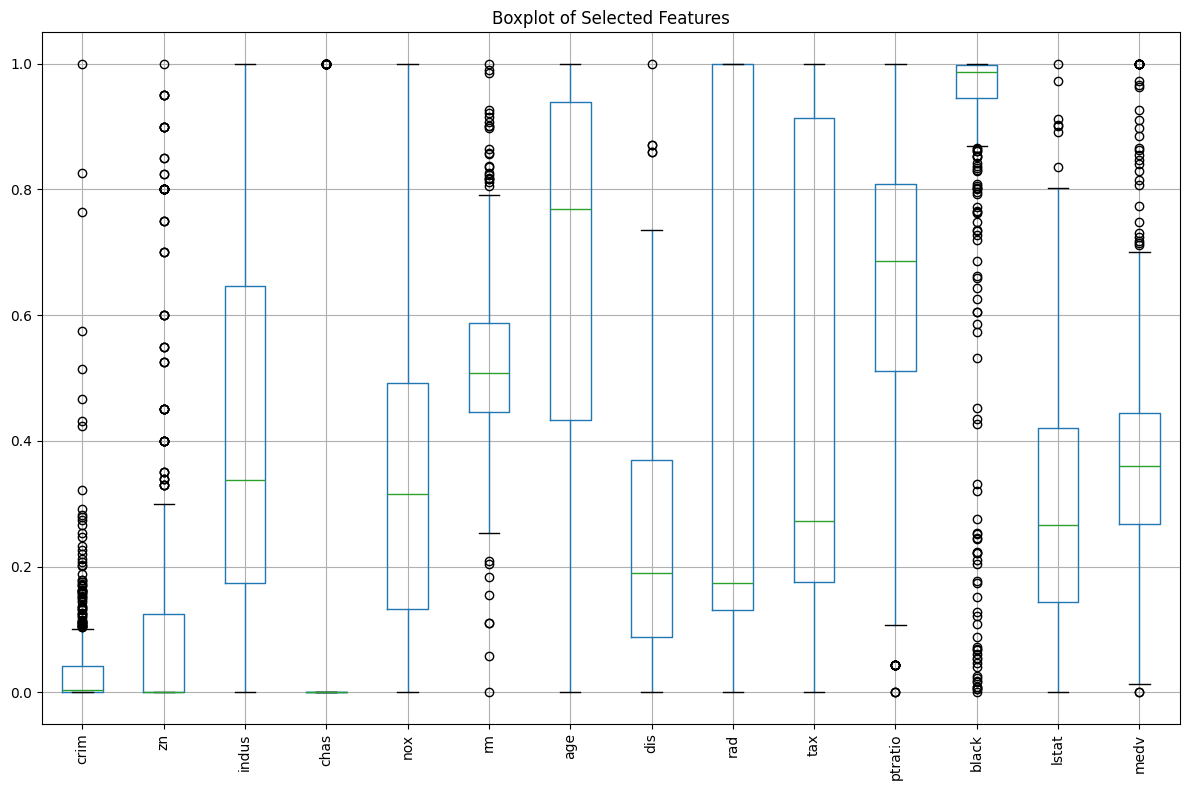 Boxplot of Selected Features
1.0
0.8
0.6
0.4
0.2
0.0
crim
zn
indus
chas
nox
rm
age
dis
rad
tax
ptratio
black
lstat
medv